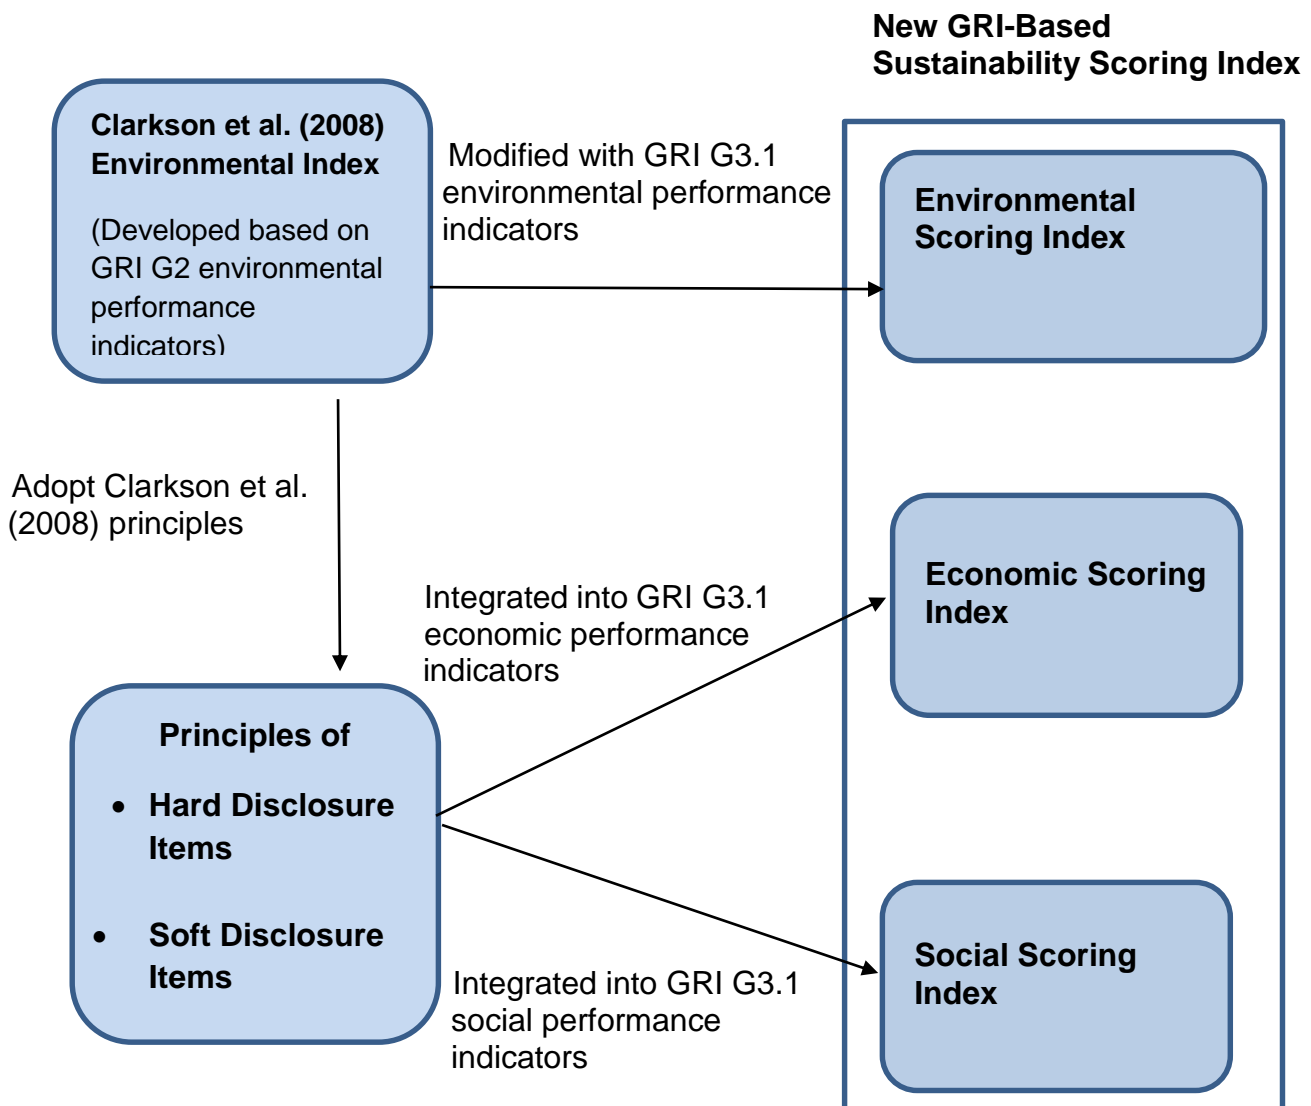 New GRI-Based
Sustainability Scoring Index
Clarkson et al. (2008)
Environmental Index
(Developed based on
GRI G2 environmental
performance
indicators)
Modified with GRI G3.1
environmental performance
indicators
Environmental
Scoring Index
Adopt Clarkson et al.
(2008) principles
Integrated into GRI G3.1
economic performance
indicators
Economic Scoring
Index
Principles of
• Hard Disclosure
Items
• Soft Disclosure
Items
Integrated into GRI G3.1
social performance
indicators
Social Scoring
Index